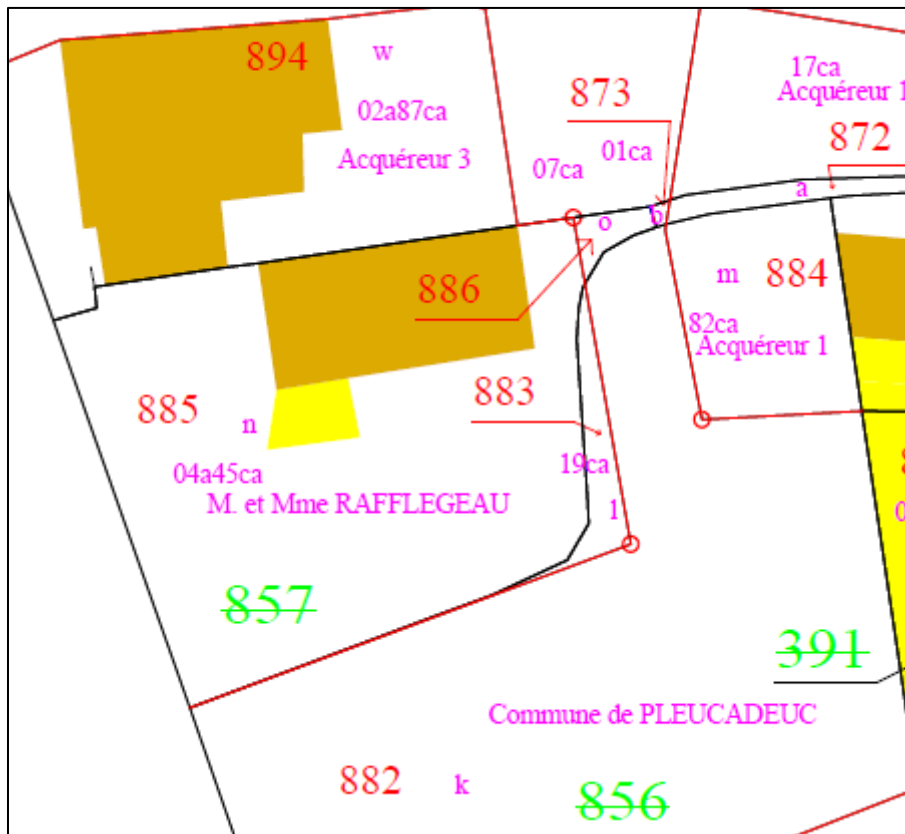 894
w
02a87ca
Acquéreur 3
873
01ca
07ca
17ca
Acquéreur 1
872
a
b
o
886
m
884
82ca
Acquéreur 1
885
n
04a45ca
M. et Mme RAFFLEGEAU
883
19ca
l
857
391
Commune de PLEUCADEUC
882
k
856